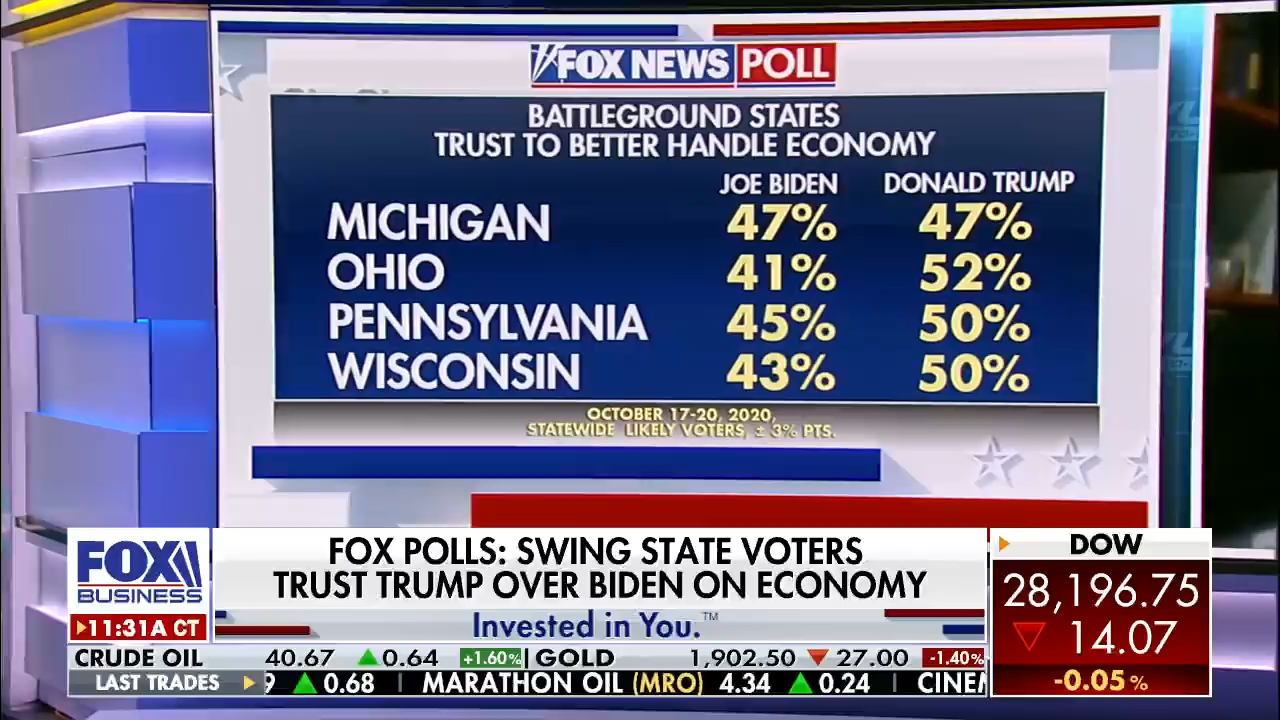 FOX NEWS POLL
BATTLEGROUND STATES
TRUST TO BETTER HANDLE ECONOMY
JOE BIDEN DONALD TRUMP
MICHIGAN 47% 47%
OHIO 41% 52%
PENNSYLVANIA 45% 50%
WISCONSIN 43% 50%
OCTOBER 17-20, 2020,
STATEWIDE LIKELY VOTERS, ± 3% PTS.
FOX
BUSINESS
11:31A CT
FOX POLLS: SWING STATE VOTERS
TRUST TRUMP OVER BIDEN ON ECONOMY
Invested in You.™
DOW
28,196.75
14.07
-0.05%
CRUDE OIL 40.67 0.64 +1.60% GOLD 1,902.50 27.00 -1.40%
LAST TRADES 9 0.68 MARATHON OIL (MRO) 4.34 0.24 CINEM